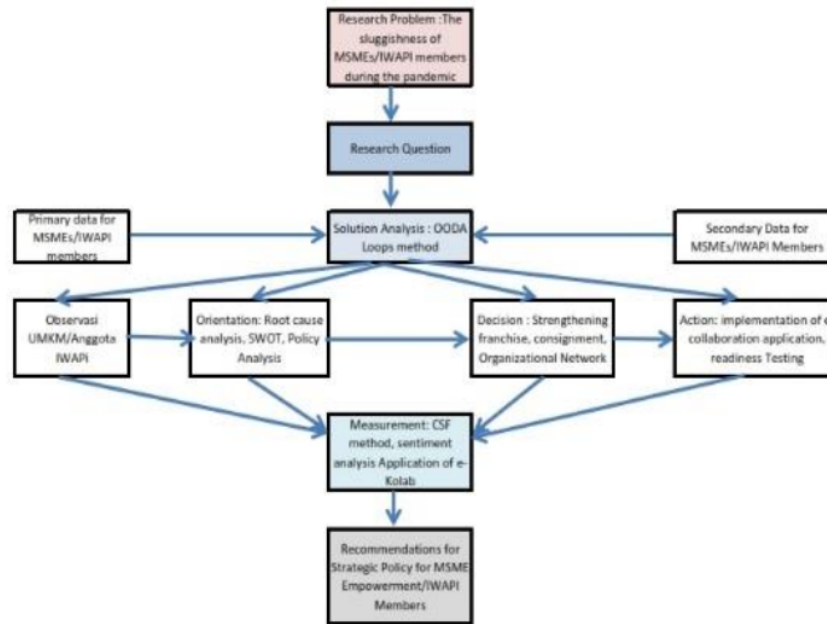 Research Problem :The
sluggishness of
MSMEs/IWAPI members
during the pandemic
Research Question
Primary data for
MSMEs/IWAPI
members
Solution Analysis : OODA
Loops method
Secondary Data for
MSMEs/IWAPI Members
Observasi
UMKM/Anggota
IWAPi
Orientation: Root cause
analysis, SWOT, Policy
Analysis
Decision : Strengthening
franchise, consignment,
Organizational Network
Action: implementation of e-
collaboration application,
readiness Testing
Measurement: CSF
method, sentiment
analysis Application of e-
Kolab
Recommendations for
Strategic Policy for MSME
Empowerment/IWAPI
Members